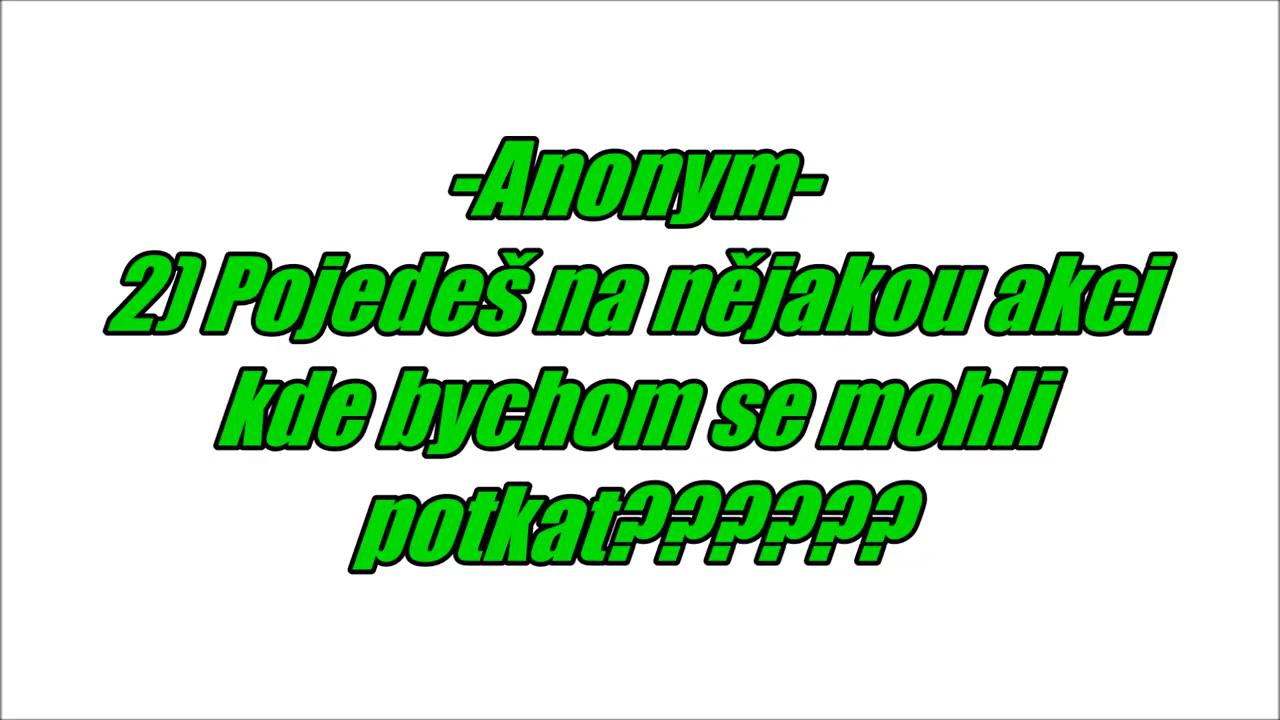 -Anonym-
2) Pojedeš na nějakou akci
kde bychom se mohli
potkat??????